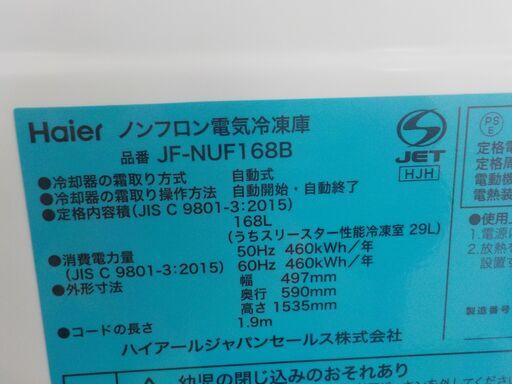 Haier ノンフロン電気冷凍庫
品番 JF-NUF168B
●冷却器の霜取り方式 自動式
●冷却器の霜取り操作方法 自動開始・自動終了
●定格内容積(JIS C 9801-3:2015)
168L
(うちスリースター性能冷凍室 29L)
●消費電力量 50Hz 460kWh/年
(JIS C 9801-3:2015) 60Hz 460kWh/年
●外形寸法 幅 497mm
奥行 590mm
高さ 1535mm
●コードの長さ 1.9m
ハイアールジャパンセールス株式会社
S
JET
HJH
PS
E
定格電
定格周
電動機
電熱装
●使用上
1.電源
2.放熱を
設置す
製造番号
幼児の閉じ込みのおそれあり